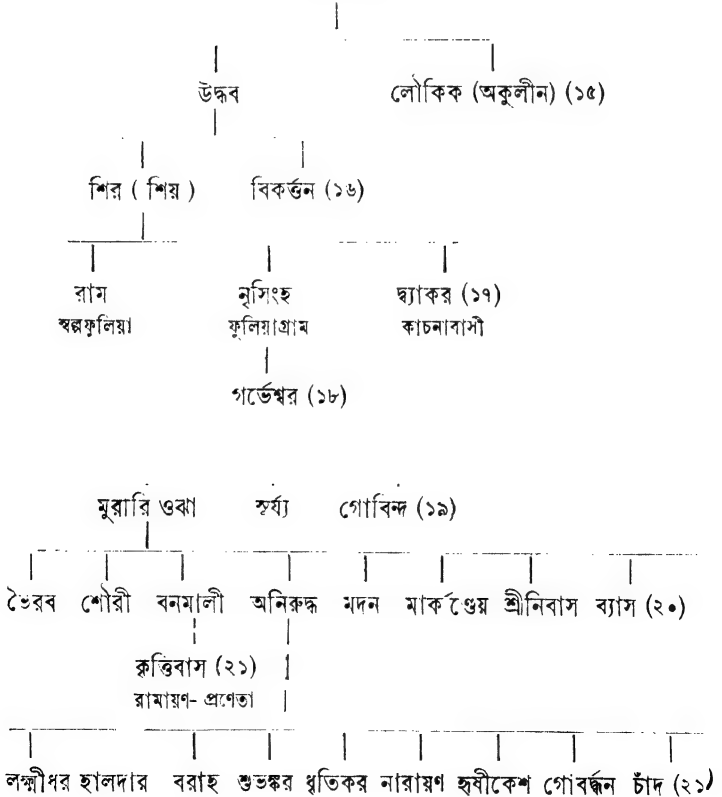 উদ্ধব লৌকিক (অকুলীন) (১৫)
শির ( শিয় ) বিকর্ত্তন (১৬)
রাম নৃসিংহ দ্ব্যাকর (১৭)
স্বল্পফুলিয়া ফুলিয়াগ্রাম কাচনাবাসী
গর্ভেশ্বর (১৮)
মুরারি ওঝা সূর্য্য গোবিন্দ (১৯)
ভৈরব শৌরী বনমালী অনিরুদ্ধ মদন মার্কণ্ডেয় শ্রীনিবাস ব্যাস (২০)
কৃত্তিবাস (২১)
রামায়ণ-প্রণেতা
লক্ষ্মীধর হালদার বরাহ শুভঙ্কর ধৃতিকর নারায়ণ হৃষীকেশ গোবর্দ্ধন চাঁদ (২১)